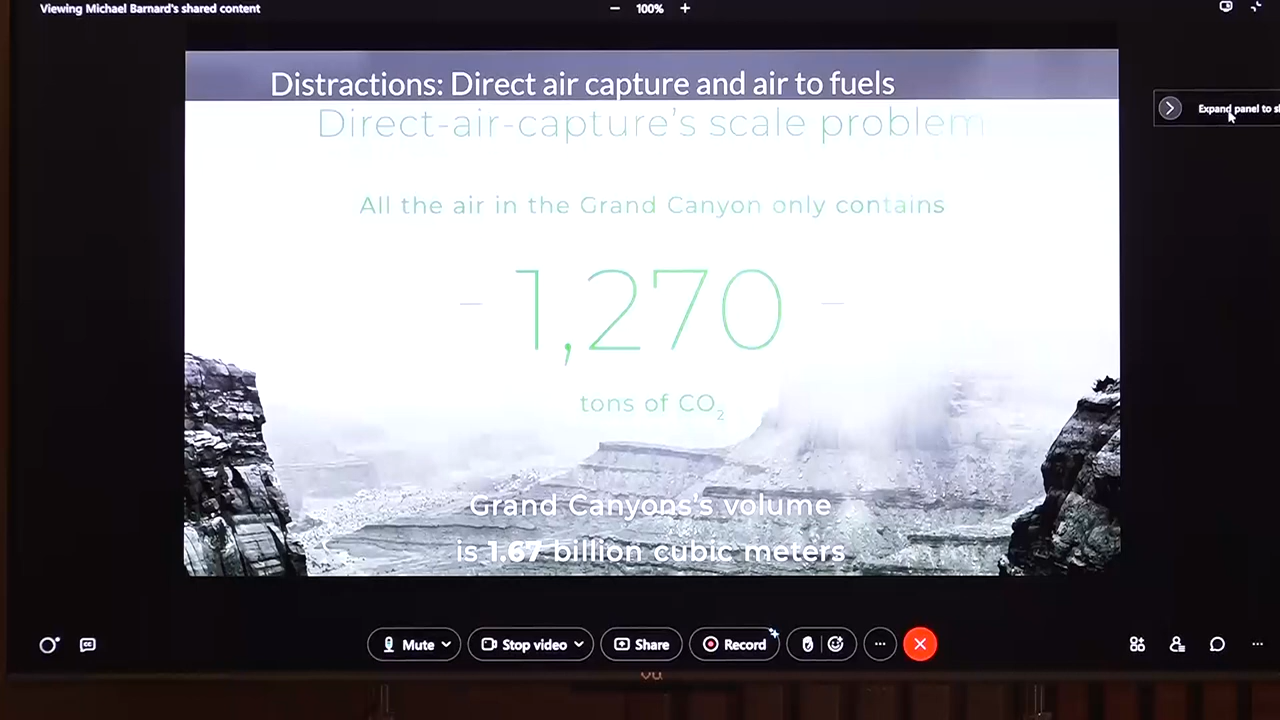 Viewing Michael Barnard's shared content
100%
Distractions: Direct air capture and air to fuels
Direct-air-capture's scale problem
Expand panel to
All the air in the Grand Canyon only contains
1,270
tons of CO₂
Grand Canyons's volume
is 1.67 billion cubic meters
Mute
Stop video
Share
Record
vu